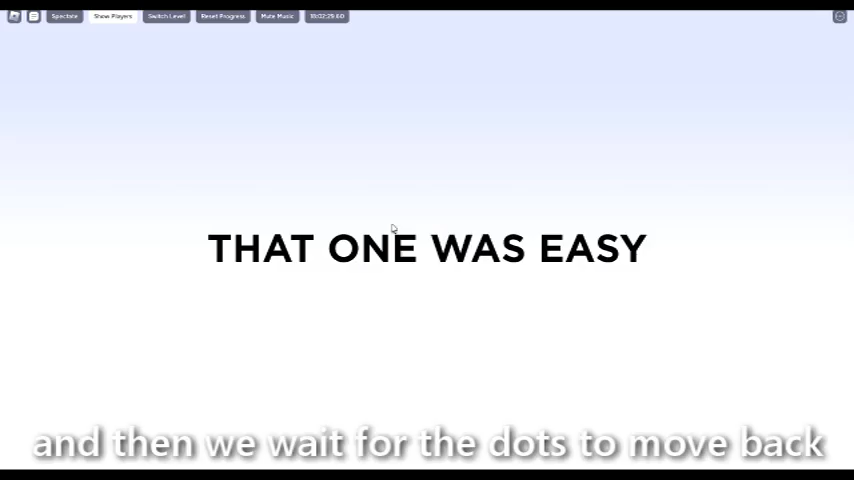 Spectate Show Players Switch Level Reset Progress Mute Music
THAT ONE WAS EASY
and then we wait for the dots to move back